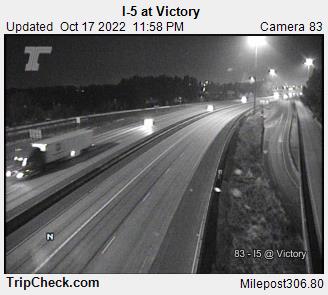 I-5 at Victory
Updated Oct 17 2022 11:58 PM Camera 83
T
N
83 - I5 @ Victory
TripCheck.com Milepost306.80